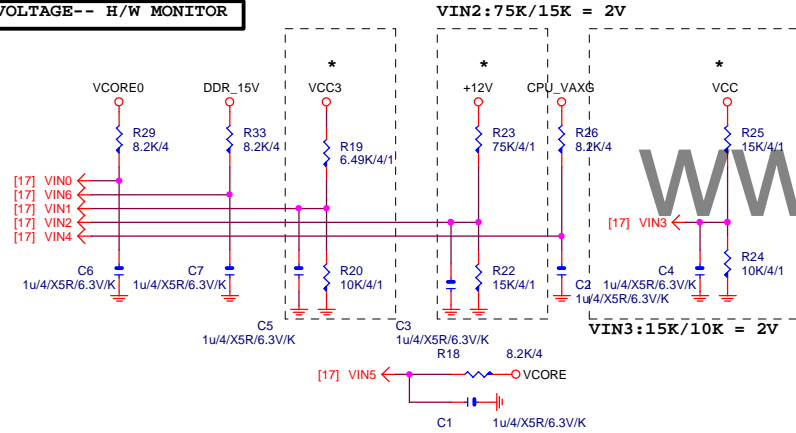 VOLTAGE-- H/W MONITOR
VIN2:75K/15K = 2V
*
*
*
VCORE0
DDR_15V
VCC3
+12V
CPU_VAXG
VCC
R29
8.2K/4
R33
8.2K/4
R19
6.49K/4/1
R23
75K/4/1
R26
8.2K/4
R25
15K/4/1
WW
[17] VIN0
[17] VIN6
[17] VIN1
[17] VIN2
[17] VIN4
[17] VIN3
C6
1u/4/X5R/6.3V/K
C7
1u/4/X5R/6.3V/K
R20
10K/4/1
R22
15K/4/1
C2
1u/4/X5R/6.3V/K
C4
1u/4/X5R/6.3V/K
R24
10K/4/1
C5
1u/4/X5R/6.3V/K
C3
1u/4/X5R/6.3V/K
VIN3:15K/10K = 2V
R18
8.2K/4
[17] VIN5
VCORE
C1
1u/4/X5R/6.3V/K